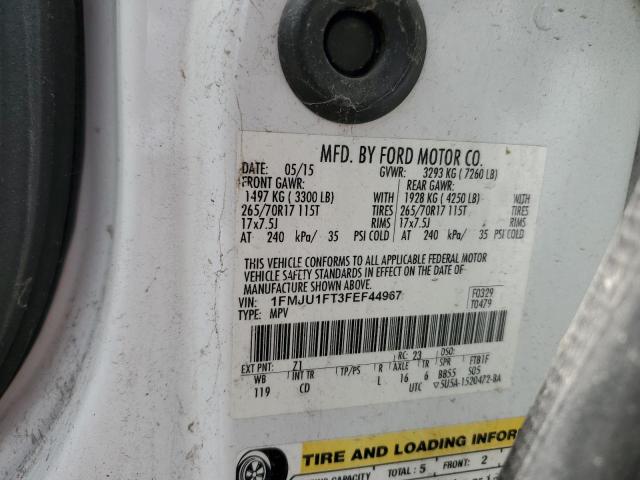 MFD. BY FORD MOTOR CO.
DATE: 05/15 GVWR: 3293 KG ( 7260 LB)
FRONT GAWR: REAR GAWR:
1497 KG ( 3300 LB) WITH 1928 KG ( 4250 LB) WITH
265/70R17 115T TIRES 265/70R17 115T TIRES
17x7.5J RIMS 17x7.5J RIMS
AT 240 kPa/ 35 PSI COLD AT 240 kPa/ 35 PSI COLD
THIS VEHICLE CONFORMS TO ALL APPLICABLE FEDERAL MOTOR
VEHICLE SAFETY STANDARDS IN EFFECT ON THE DATE OF
MANUFACTURE SHOWN ABOVE.
VIN: 1FMJU1FT3FEF44967 F0329
TYPE: MPV T0479
EXT PNT: Z1 RC: 23 DSO:
WB INT TR TP/PS R AXLE TR SPR FTB1F
119 CD L 16 6 BB55 S05
UTC ▽5U5A-1520472-BA
TIRE AND LOADING INFOR
CAPACITY TOTAL : 5 FRONT: 2